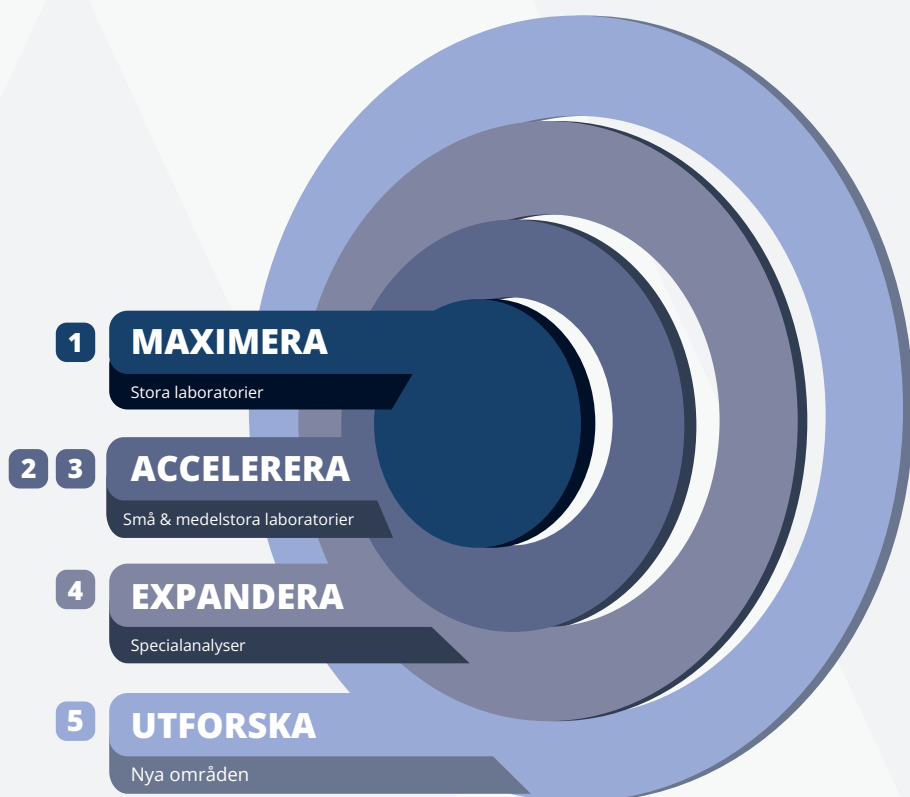 1
MAXIMERA
Stora laboratorier
2 3
ACCELERERA
Små & medelstora laboratorier
4
EXPANDERA
Specialanalyser
5
UTFORSKA
Nya områden